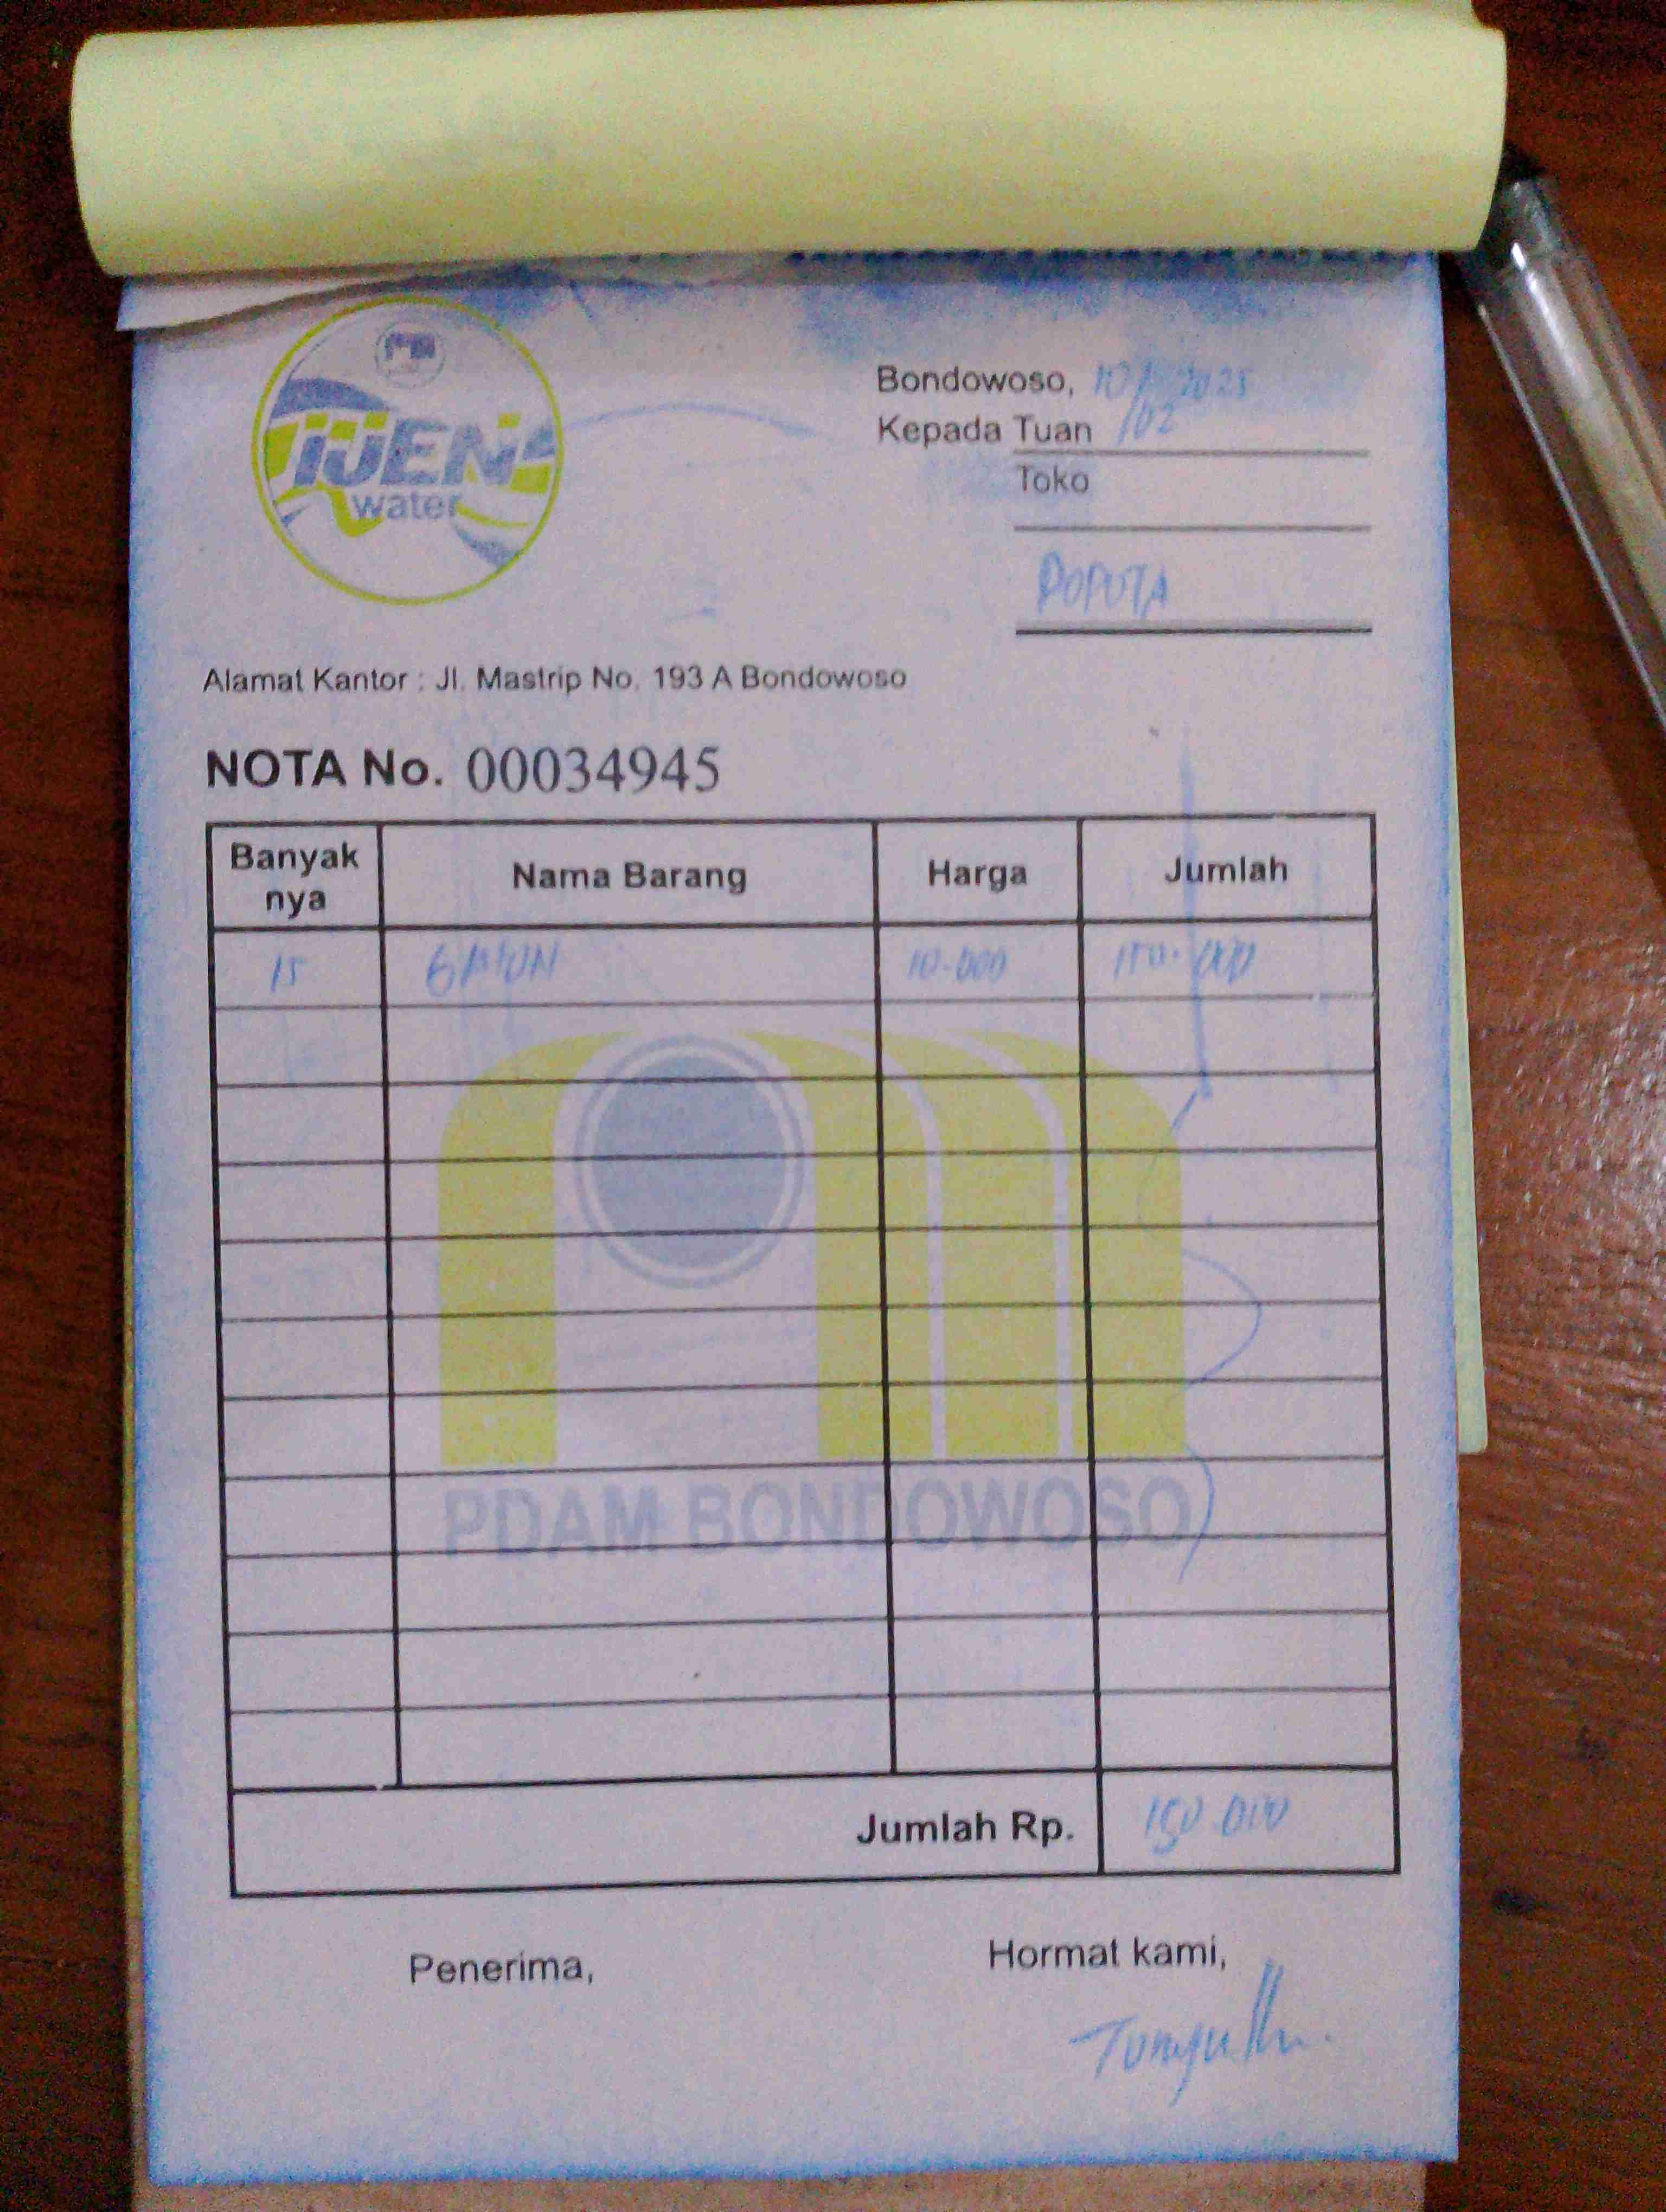 IJEN
water
Bondowoso, 10/02 2025
Kepada Tuan
Toko
POPUTA
Alamat Kantor : Jl. Mastrip No. 193 A Bondowoso
NOTA No. 00034945
Banyak nya Nama Barang Harga Jumlah
15 GALON 10.000 150.000
PDAM BONDOWOSO
Jumlah Rp. 150.000
Penerima, Hormat kami,